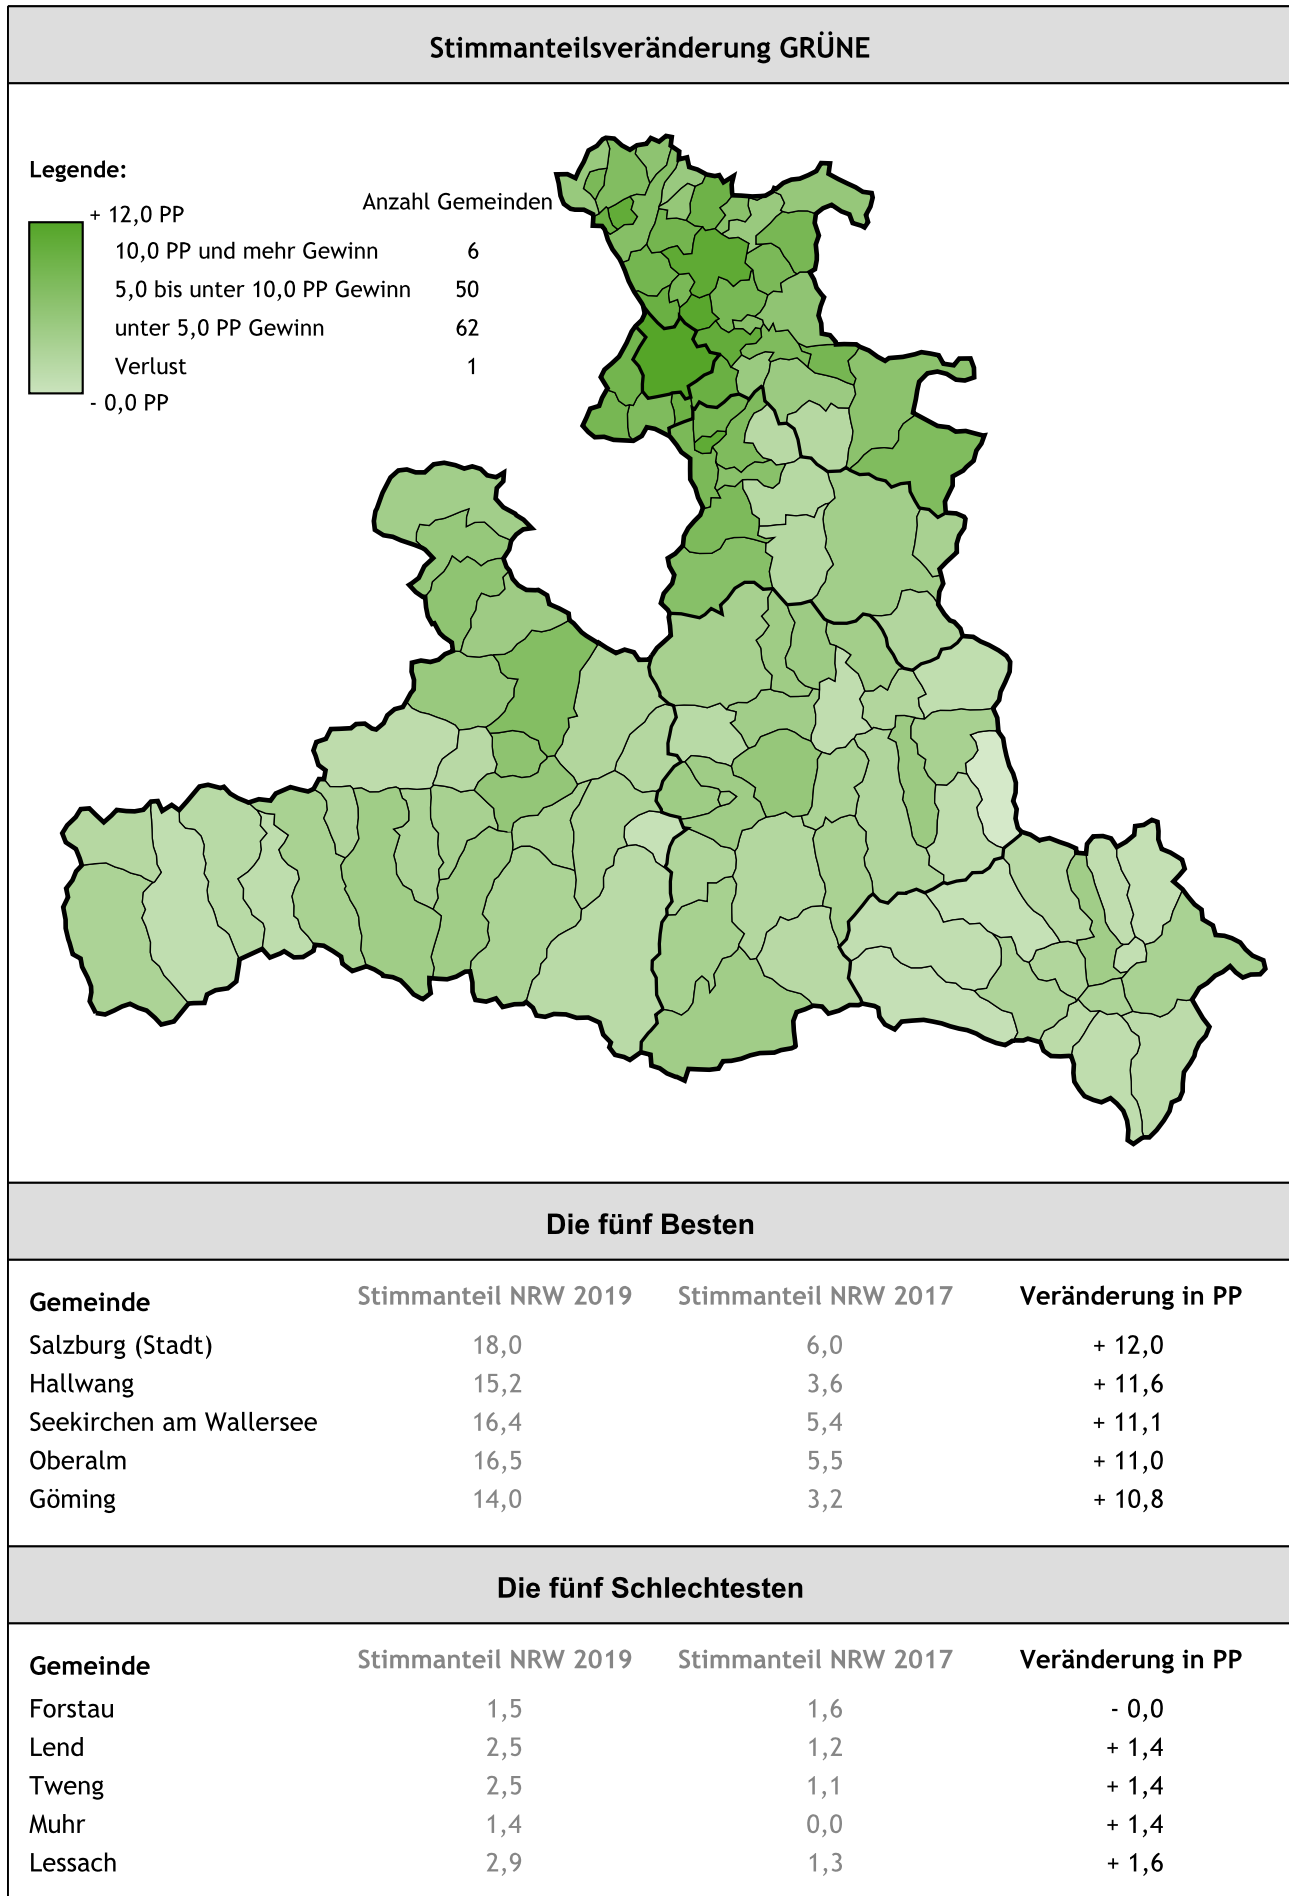 Stimmanteilsveränderung GRÜNE
Legende:
Anzahl Gemeinden
+ 12,0 PP
10,0 PP und mehr Gewinn 6
5,0 bis unter 10,0 PP Gewinn 50
unter 5,0 PP Gewinn 62
Verlust 1
- 0,0 PP
Die fünf Besten
Gemeinde Stimmanteil NRW 2019 Stimmanteil NRW 2017 Veränderung in PP
Salzburg (Stadt) 18,0 6,0 + 12,0
Hallwang 15,2 3,6 + 11,6
Seekirchen am Wallersee 16,4 5,4 + 11,1
Oberalm 16,5 5,5 + 11,0
Göming 14,0 3,2 + 10,8
Die fünf Schlechtesten
Gemeinde Stimmanteil NRW 2019 Stimmanteil NRW 2017 Veränderung in PP
Forstau 1,5 1,6 - 0,0
Lend 2,5 1,2 + 1,4
Tweng 2,5 1,1 + 1,4
Muhr 1,4 0,0 + 1,4
Lessach 2,9 1,3 + 1,6